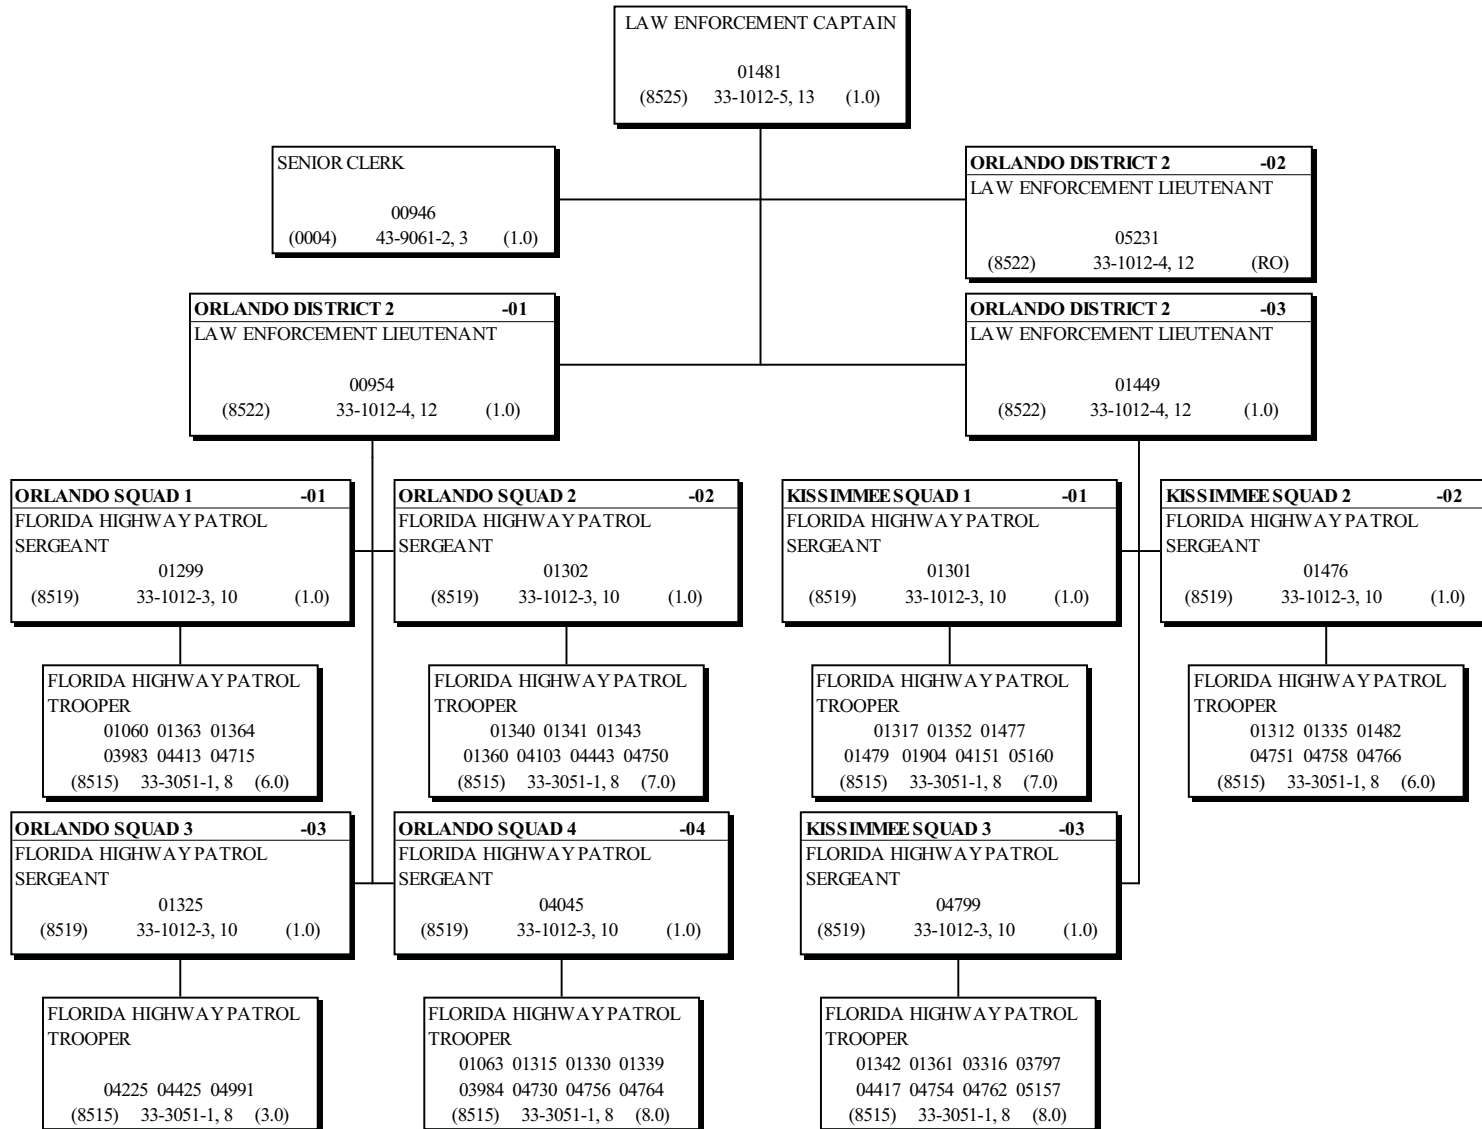 LAW ENFORCEMENT CAPTAIN
01481
(8525) 33-1012-5, 13 (1.0)
SENIOR CLERK
00946
(0004) 43-9061-2, 3 (1.0)
ORLANDO DISTRICT 2 -02
LAW ENFORCEMENT LIEUTENANT
05231
(8522) 33-1012-4, 12 (RO)
ORLANDO DISTRICT 2 -01
LAW ENFORCEMENT LIEUTENANT
00954
(8522) 33-1012-4, 12 (1.0)
ORLANDO DISTRICT 2 -03
LAW ENFORCEMENT LIEUTENANT
01449
(8522) 33-1012-4, 12 (1.0)
ORLANDO SQUAD 1 -01
FLORIDA HIGHWAY PATROL
SERGEANT
01299
(8519) 33-1012-3, 10 (1.0)
ORLANDO SQUAD 2 -02
FLORIDA HIGHWAY PATROL
SERGEANT
01302
(8519) 33-1012-3, 10 (1.0)
KISSIMMEE SQUAD 1 -01
FLORIDA HIGHWAY PATROL
SERGEANT
01301
(8519) 33-1012-3, 10 (1.0)
KISSIMMEE SQUAD 2 -02
FLORIDA HIGHWAY PATROL
SERGEANT
01476
(8519) 33-1012-3, 10 (1.0)
FLORIDA HIGHWAY PATROL
TROOPER
01060 01363 01364
03983 04413 04715
(8515) 33-3051-1, 8 (6.0)
FLORIDA HIGHWAY PATROL
TROOPER
01340 01341 01343
01360 04103 04443 04750
(8515) 33-3051-1, 8 (7.0)
FLORIDA HIGHWAY PATROL
TROOPER
01317 01352 01477
01479 01904 04151 05160
(8515) 33-3051-1, 8 (7.0)
FLORIDA HIGHWAY PATROL
TROOPER
01312 01335 01482
04751 04758 04766
(8515) 33-3051-1, 8 (6.0)
ORLANDO SQUAD 3 -03
FLORIDA HIGHWAY PATROL
SERGEANT
01325
(8519) 33-1012-3, 10 (1.0)
ORLANDO SQUAD 4 -04
FLORIDA HIGHWAY PATROL
SERGEANT
04045
(8519) 33-1012-3, 10 (1.0)
KISSIMMEE SQUAD 3 -03
FLORIDA HIGHWAY PATROL
SERGEANT
04799
(8519) 33-1012-3, 10 (1.0)
FLORIDA HIGHWAY PATROL
TROOPER
04225 04425 04991
(8515) 33-3051-1, 8 (3.0)
FLORIDA HIGHWAY PATROL
TROOPER
01063 01315 01330 01339
03984 04730 04756 04764
(8515) 33-3051-1, 8 (8.0)
FLORIDA HIGHWAY PATROL
TROOPER
01342 01361 03316 03797
04417 04754 04762 05157
(8515) 33-3051-1, 8 (8.0)